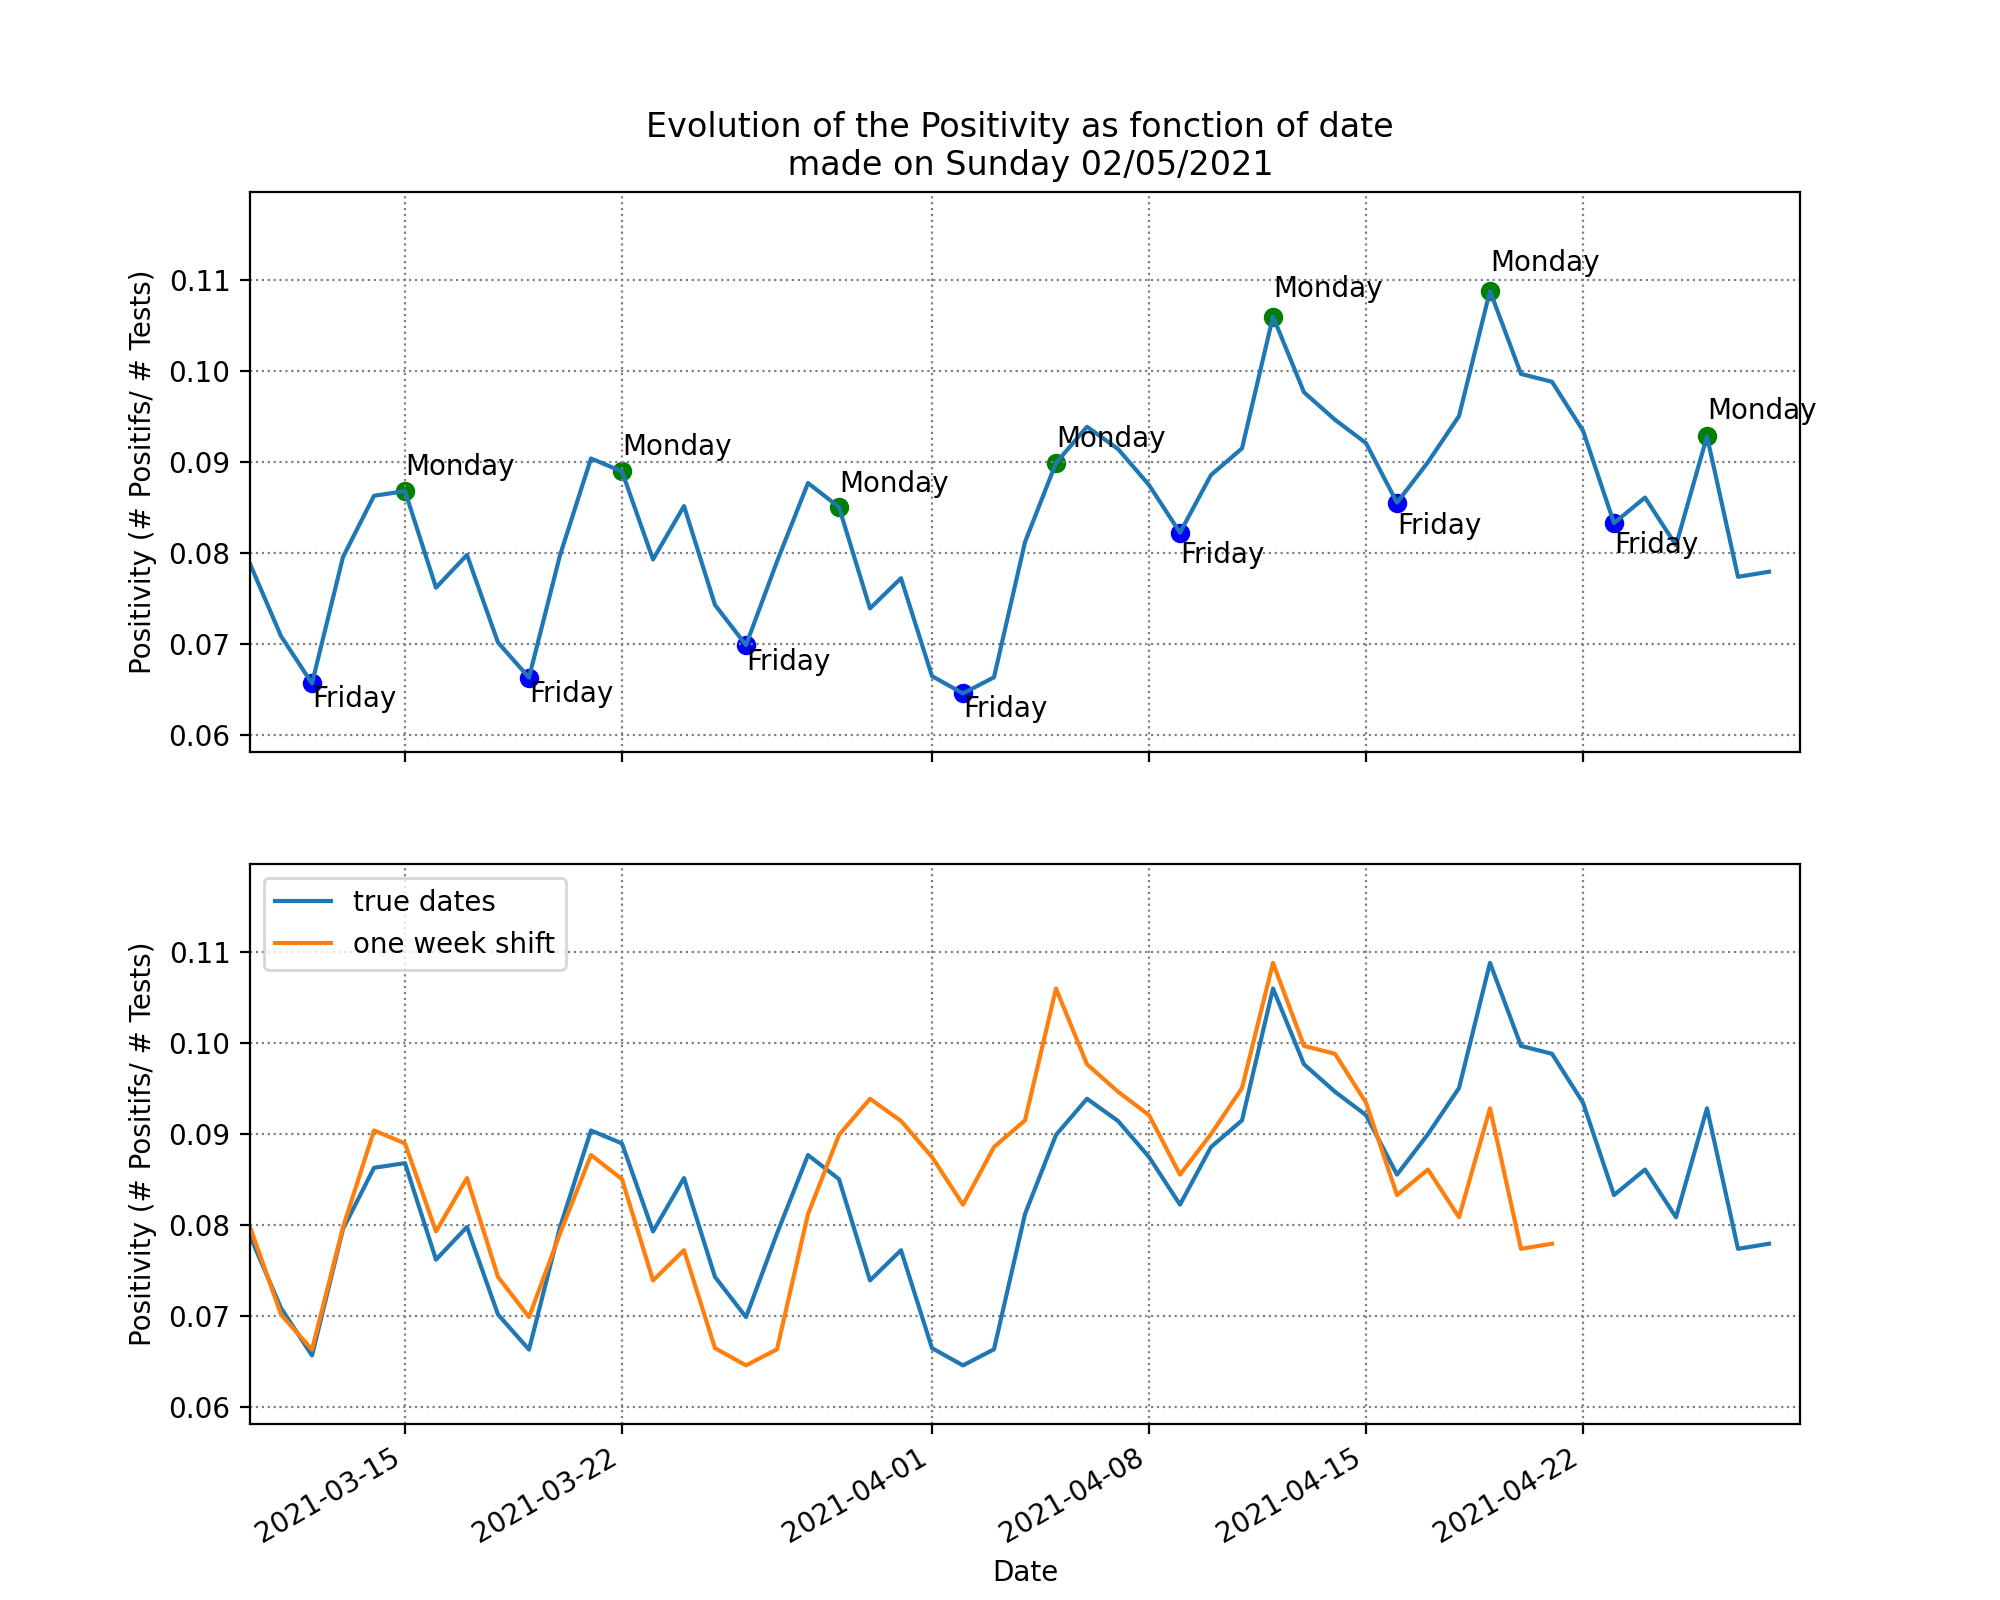 Evolution of the Positivity as fonction of date
made on Sunday 02/05/2021
Positivity (# Positifs/ # Tests)
0.11
0.10
0.09
0.08
0.07
0.06
Monday
Monday
Monday
Monday
Monday
Monday
Monday
Friday
Friday
Friday
Friday
Friday
Friday
Friday
true dates
one week shift
Positivity (# Positifs/ # Tests)
0.11
0.10
0.09
0.08
0.07
0.06
2021-03-15
2021-03-22
2021-04-01
2021-04-08
2021-04-15
2021-04-22
Date